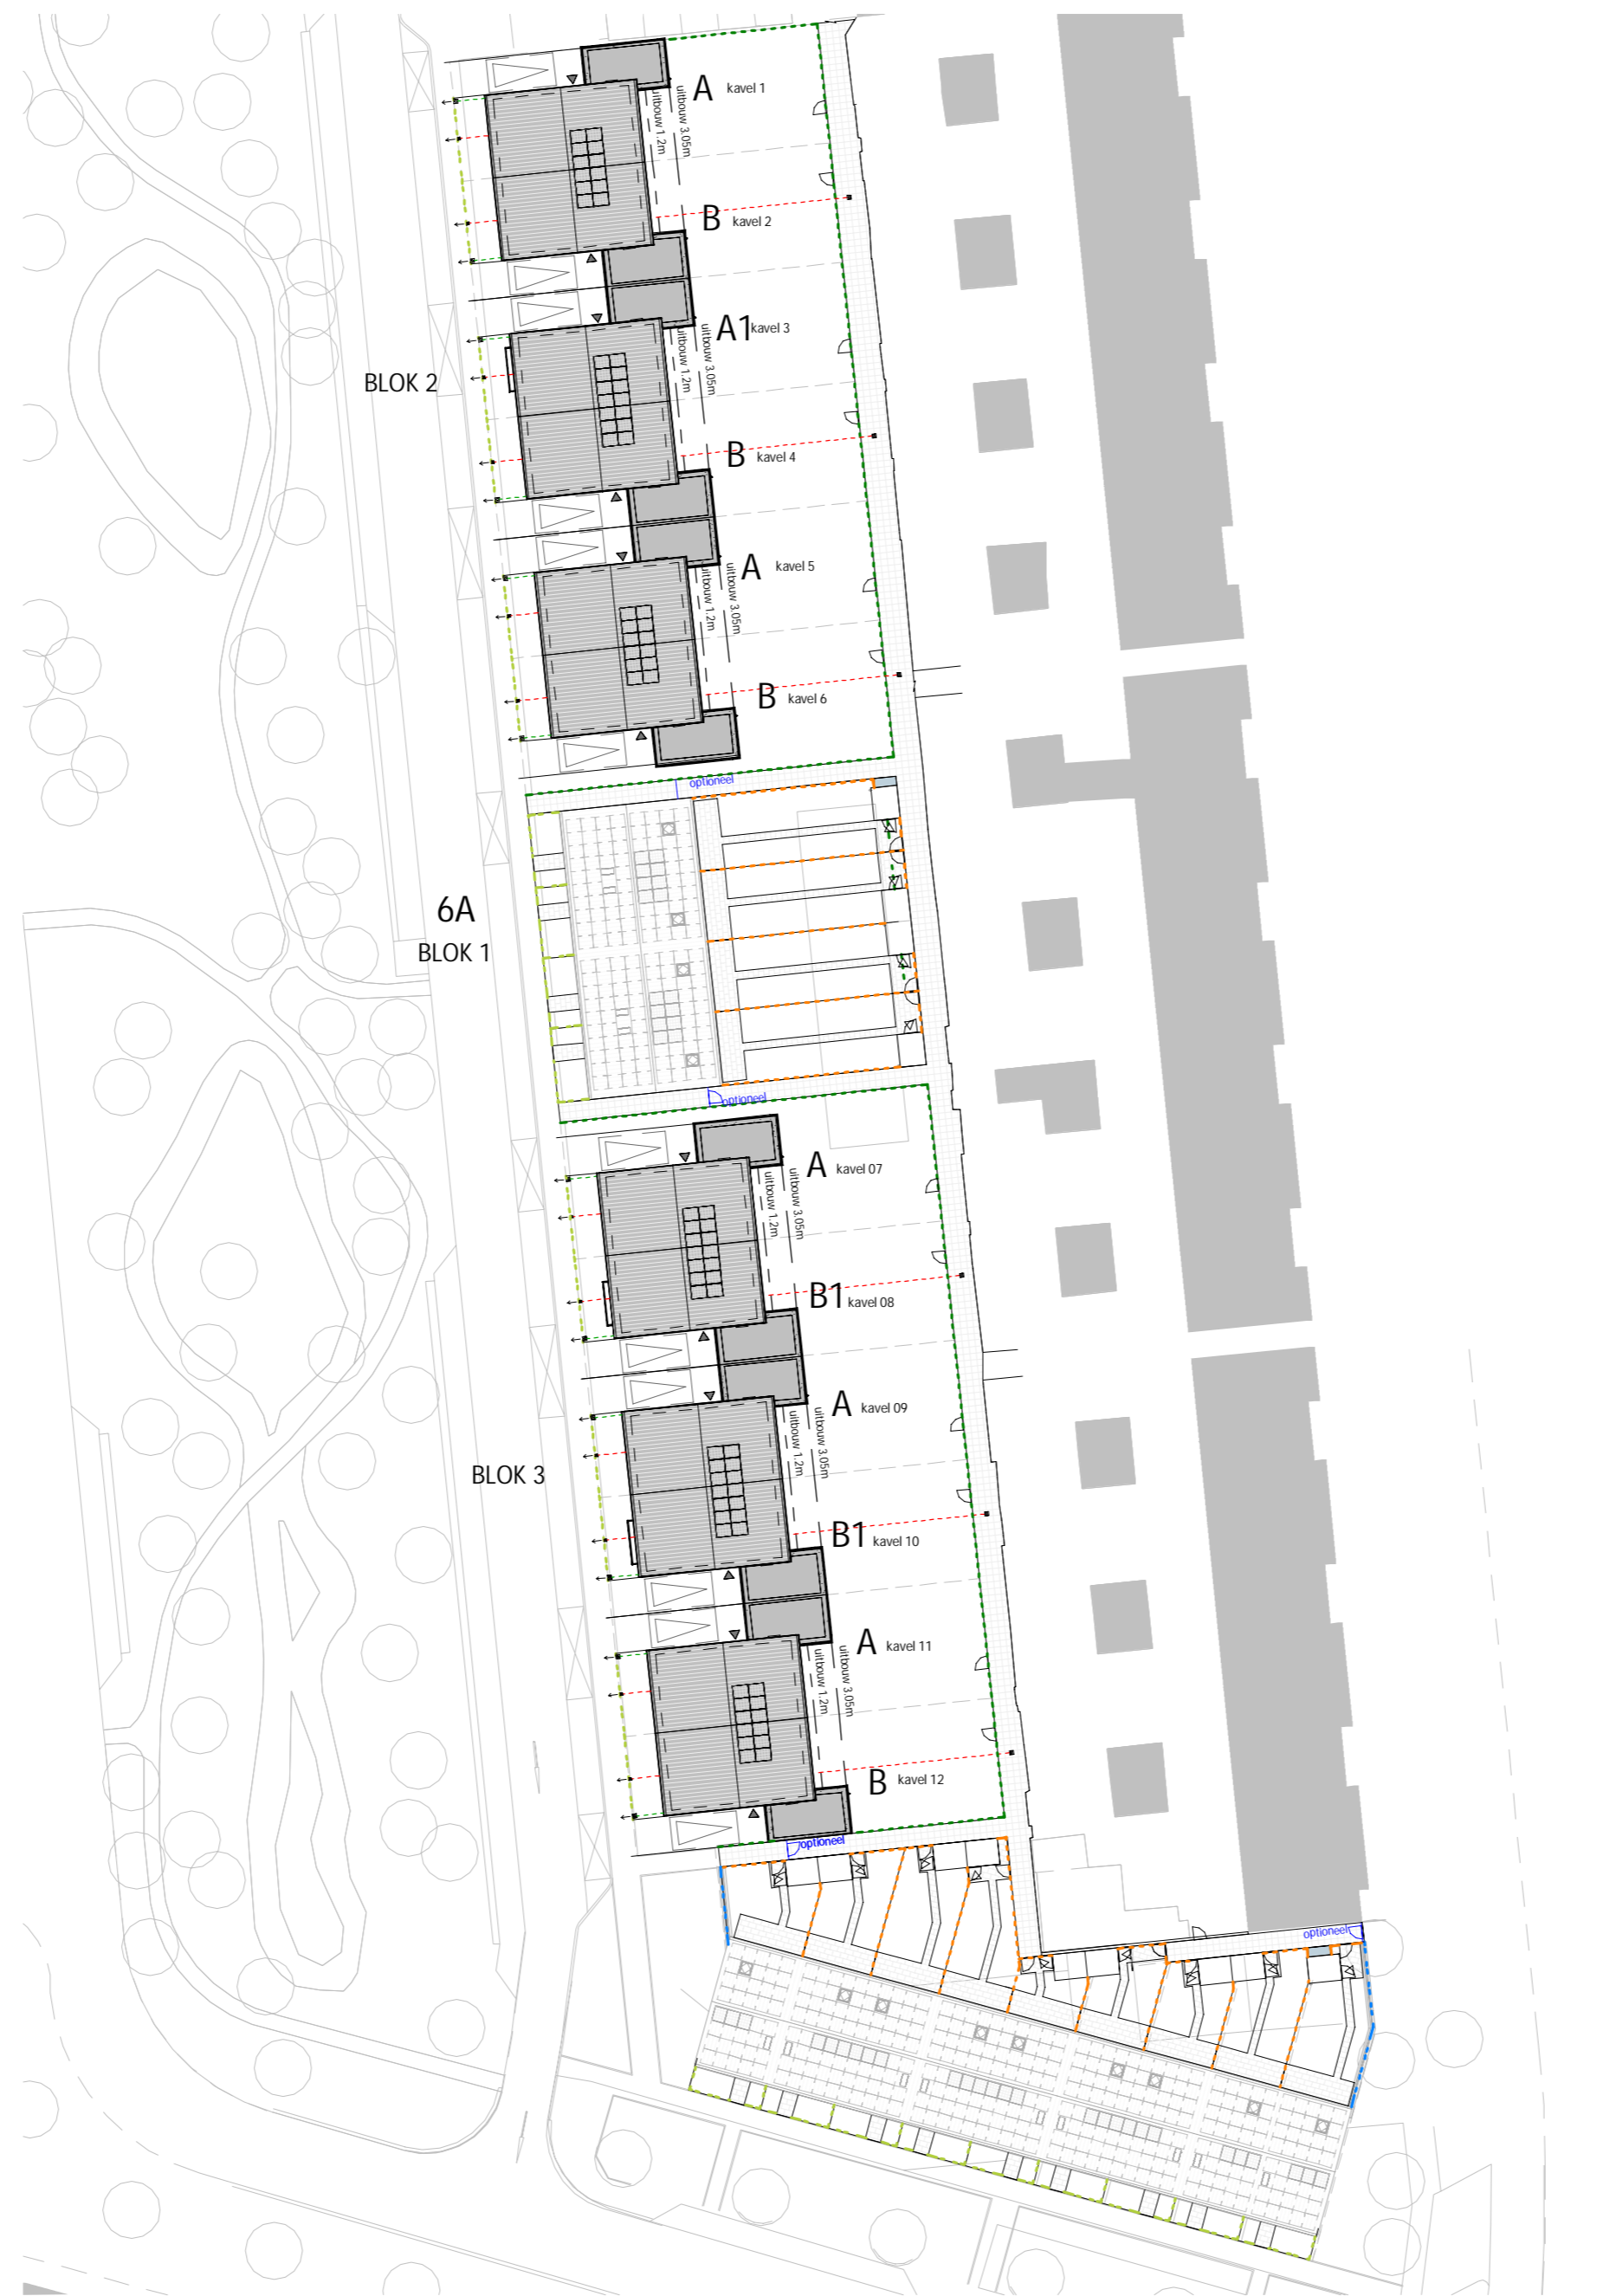 A kavel 1
uitbouw 1.2m
uitbouw 3.05m
B kavel 2
A1 kavel 3
uitbouw 1.2m
uitbouw 3.05m
BLOK 2
B kavel 4
A kavel 5
uitbouw 1.2m
uitbouw 3.05m
B kavel 6
optioneel
6A
BLOK 1
optioneel
A kavel 07
uitbouw 1.2m
uitbouw 3.05m
B1 kavel 08
A kavel 09
uitbouw 1.2m
uitbouw 3.05m
BLOK 3
B1 kavel 10
A kavel 11
uitbouw 1.2m
uitbouw 3.05m
B kavel 12
optioneel
optioneel